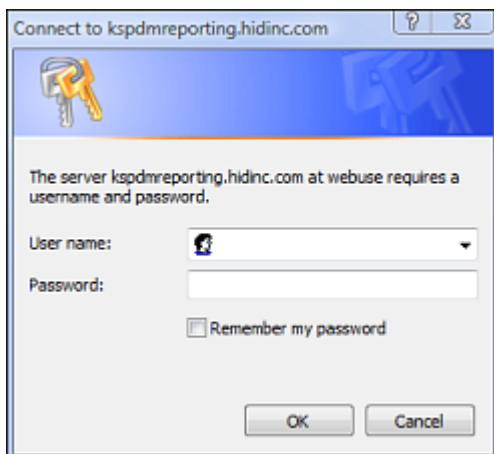 Connect to kspdmreporting.hidinc.com
The server kspdmreporting.hidinc.com at webuse requires a
username and password.
User name:
Password:
Remember my password
OK Cancel